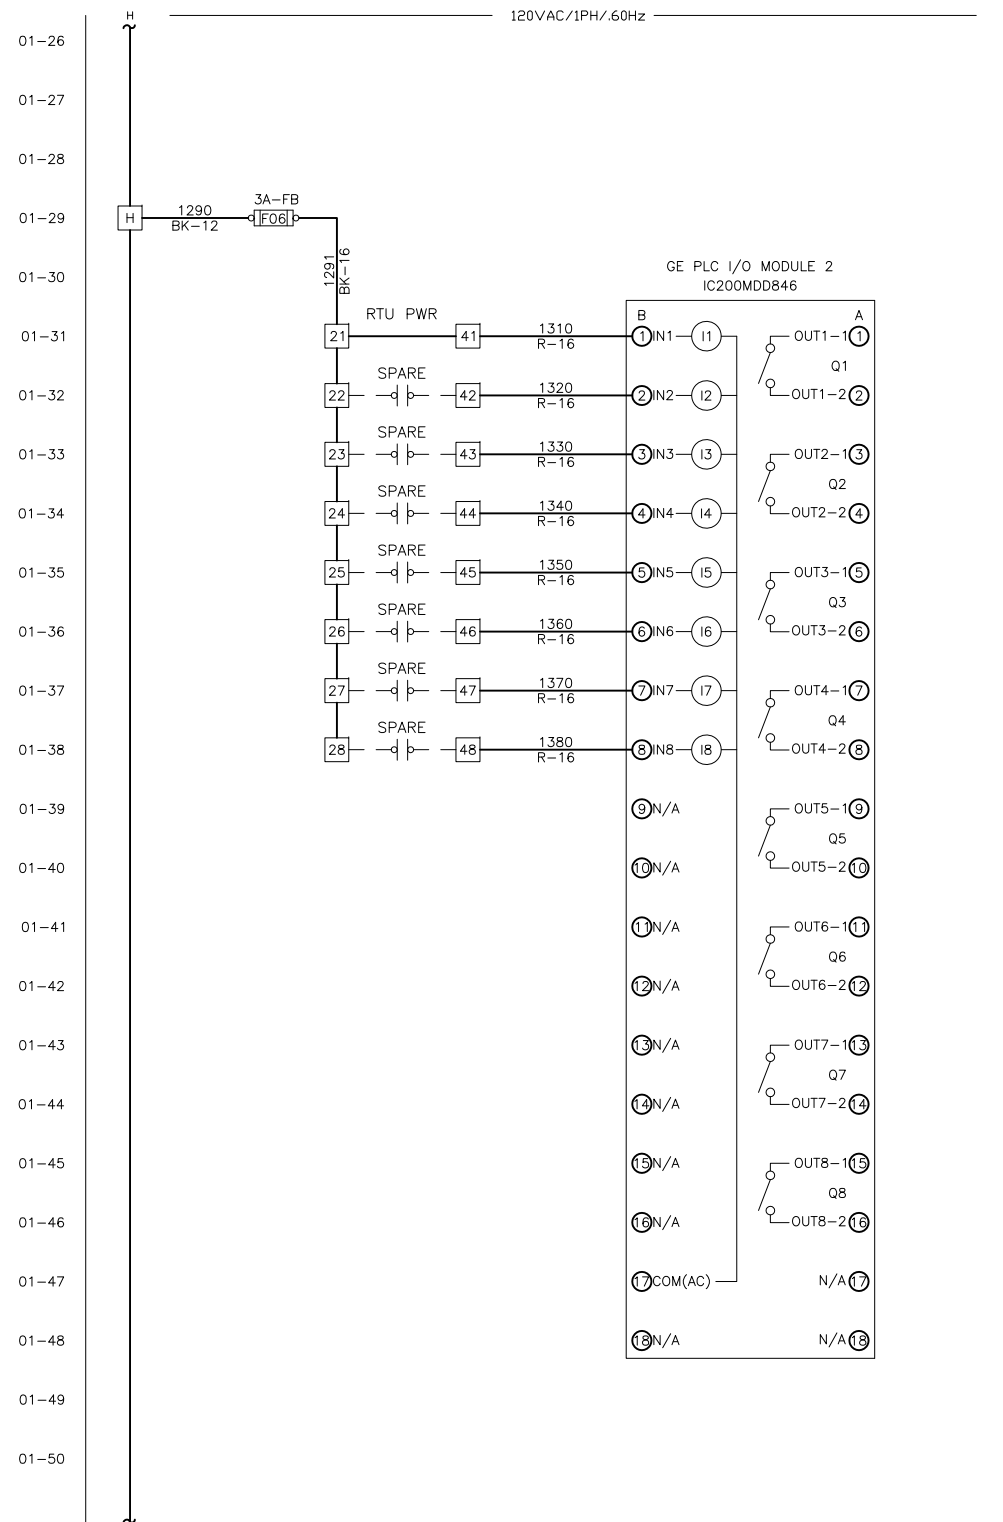 H 120VAC/1PH/.60Hz
01-26
01-27
01-28
3A-FB
01-29 H 1290 F06
BK-12
1291
BK-16
01-30
GE PLC I/O MODULE 2
IC200MDD846
RTU PWR
B A
01-31 21 41 1310 1 IN1 I1 OUT1-1 1
R-16
Q1
SPARE
01-32 22 42 1320 2 IN2 I2 OUT1-2 2
R-16
SPARE
01-33 23 43 1330 3 IN3 I3 OUT2-1 3
R-16
Q2
SPARE
01-34 24 44 1340 4 IN4 I4 OUT2-2 4
R-16
SPARE
01-35 25 45 1350 5 IN5 I5 OUT3-1 5
R-16
Q3
SPARE
01-36 26 46 1360 6 IN6 I6 OUT3-2 6
R-16
SPARE
01-37 27 47 1370 7 IN7 I7 OUT4-1 7
R-16
Q4
SPARE
01-38 28 48 1380 8 IN8 I8 OUT4-2 8
R-16
01-39 9 N/A OUT5-1 9
Q5
01-40 10 N/A OUT5-2 10
01-41 11 N/A OUT6-1 11
Q6
01-42 12 N/A OUT6-2 12
01-43 13 N/A OUT7-1 13
Q7
01-44 14 N/A OUT7-2 14
01-45 15 N/A OUT8-1 15
Q8
01-46 16 N/A OUT8-2 16
01-47 17 COM(AC) N/A 17
01-48 18 N/A N/A 18
01-49
01-50